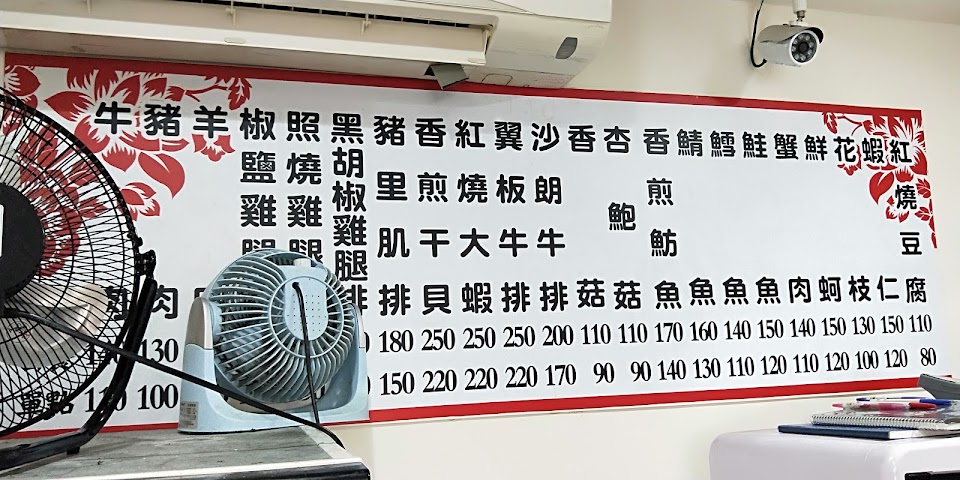 牛
豬肉
羊
椒鹽雞腿
照燒雞腿
黑胡椒雞腿排
豬里肌排
香煎干貝
紅燒大蝦
翼板牛排
沙朗牛排
香菇
杏鮑菇
香煎魴魚
鯖魚
鱈魚
鮭魚
蟹肉
鮮蚵
花枝
蝦仁
紅燒豆腐
130 180 250 250 250 200 110 110 170 160 140 150 140 150 130 150 110
單點 100 150 220 220 220 170 90 90 140 130 110 120 110 120 100 120 80